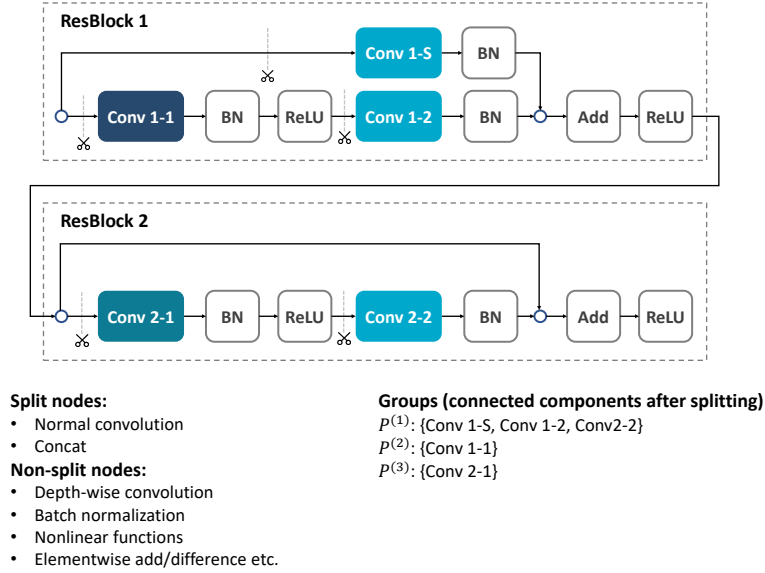 ResBlock 1
Conv 1-S
BN
Conv 1-1
BN
ReLU
Conv 1-2
BN
Add
ReLU
ResBlock 2
Conv 2-1
BN
ReLU
Conv 2-2
BN
Add
ReLU
Split nodes:
• Normal convolution
• Concat
Non-split nodes:
• Depth-wise convolution
• Batch normalization
• Nonlinear functions
• Elementwise add/difference etc.
Groups (connected components after splitting)
P⁽¹⁾: {Conv 1-S, Conv 1-2, Conv2-2}
P⁽²⁾: {Conv 1-1}
P⁽³⁾: {Conv 2-1}